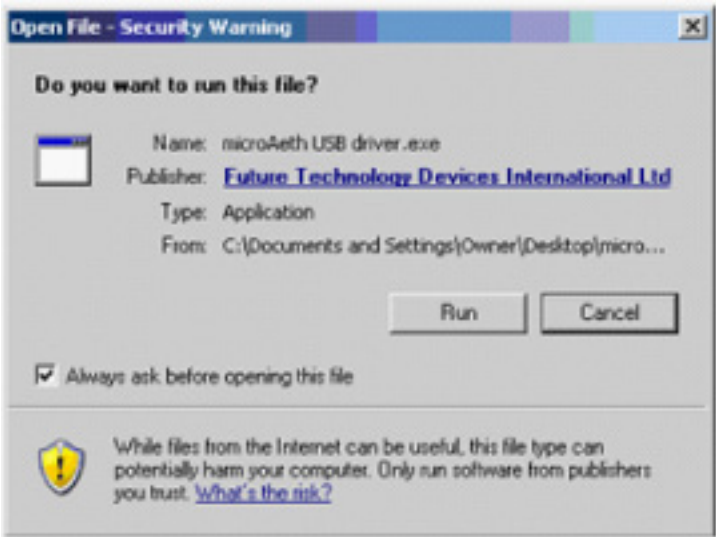 Open File - Security Warning
Do you want to run this file?
Name: microAeth USB driver.exe
Publisher: Future Technology Devices International Ltd
Type: Application
From: C:\Documents and Settings\Owner\Desktop\micro...
Run Cancel
Always ask before opening this file
While files from the Internet can be useful, this file type can
potentially harm your computer. Only run software from publishers
you trust. What's the risk?